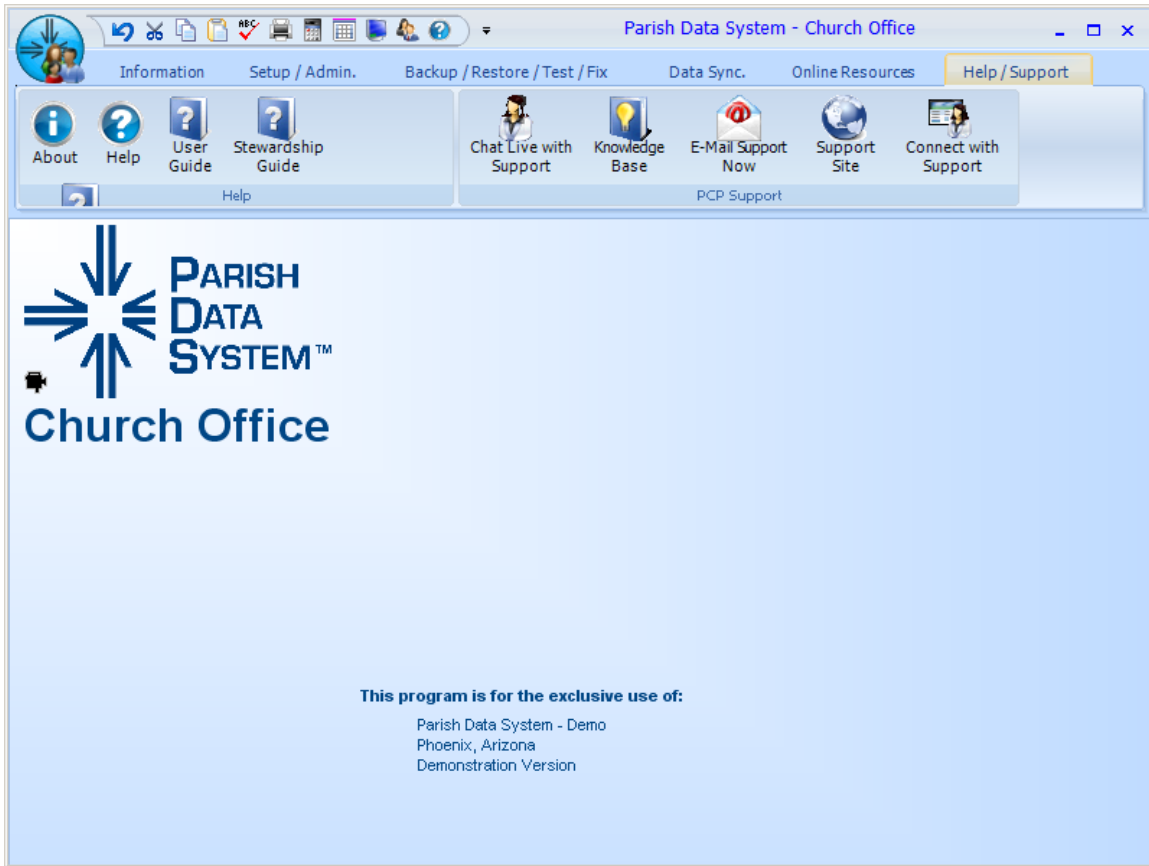 ABC
Parish Data System - Church Office
Information
Setup / Admin.
Backup / Restore / Test / Fix
Data Sync.
Online Resources
Help / Support
About
Help
User
Guide
Stewardship
Guide
Chat Live with
Support
Knowledge
Base
E-Mail Support
Now
Support
Site
Connect with
Support
Help
PCP Support
PARISH
DATA
SYSTEM™
Church Office
This program is for the exclusive use of:
Parish Data System - Demo
Phoenix, Arizona
Demonstration Version